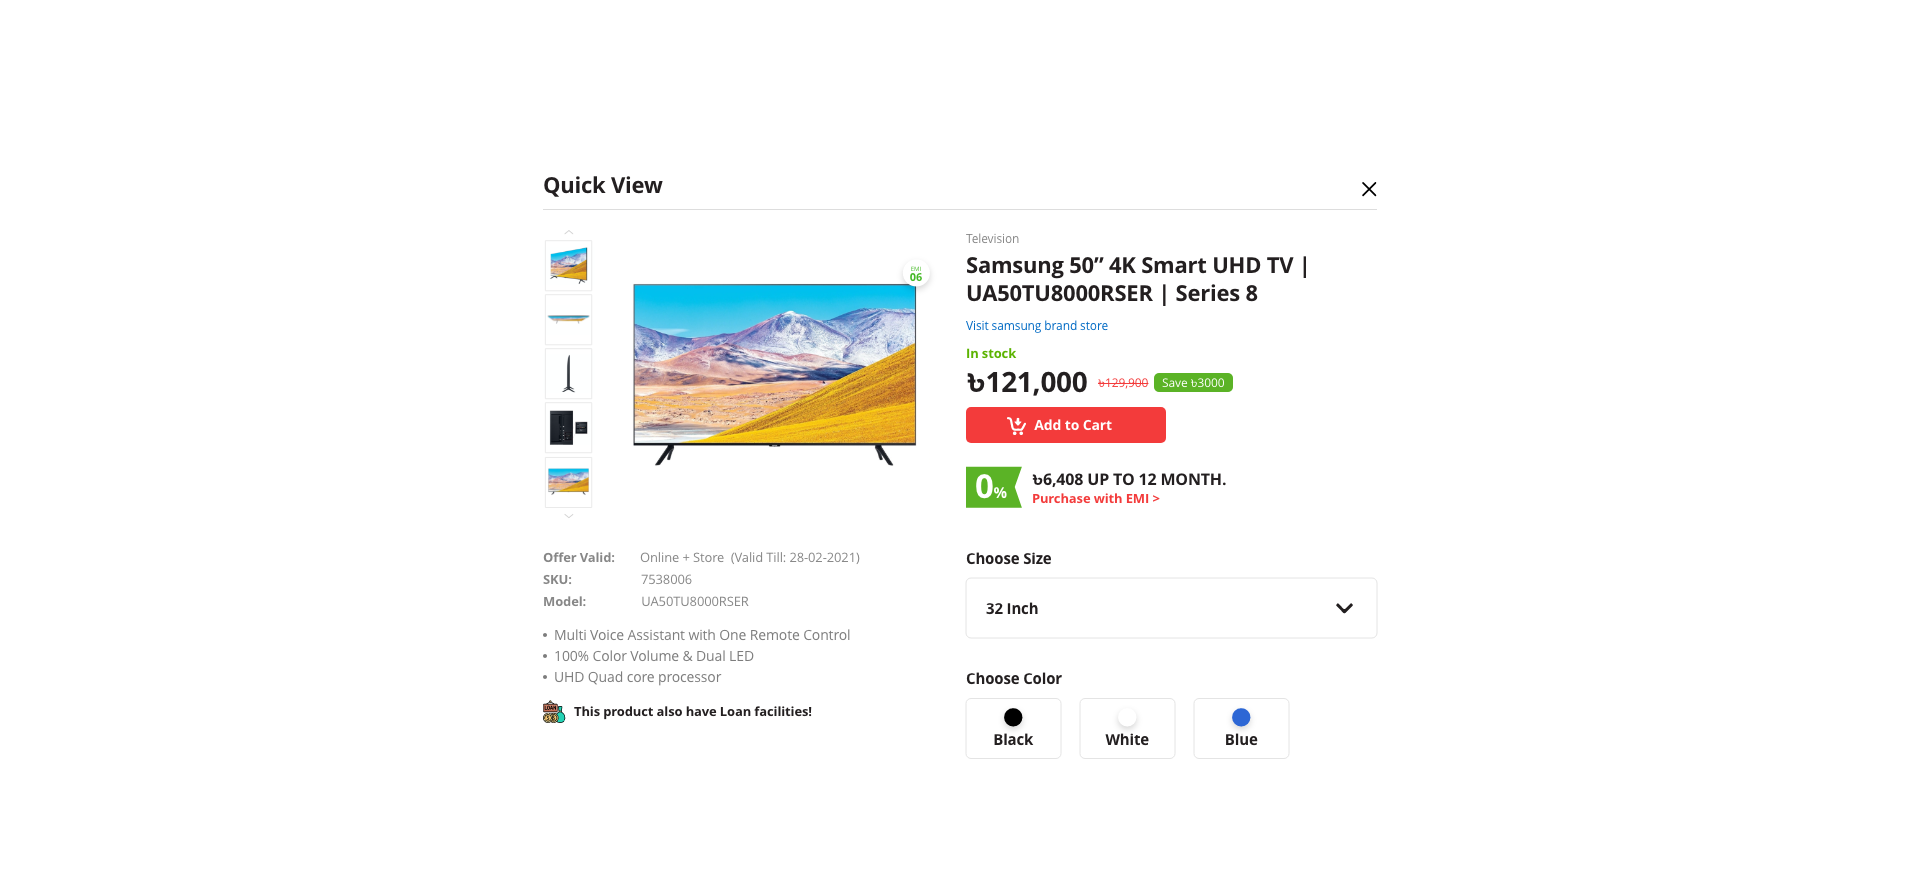 Quick View
EMI
06
Television
Samsung 50” 4K Smart UHD TV |
UA50TU8000RSER | Series 8
Visit samsung brand store
In stock
৳121,000 ৳129,900 Save ৳3000
Add to Cart
0%
৳6,408 UP TO 12 MONTH.
Purchase with EMI >
Offer Valid: Online + Store (Valid Till: 28-02-2021)
SKU: 7538006
Model: UA50TU8000RSER
• Multi Voice Assistant with One Remote Control
• 100% Color Volume & Dual LED
• UHD Quad core processor
LOAN
This product also have Loan facilities!
Choose Size
32 Inch
Choose Color
Black White Blue